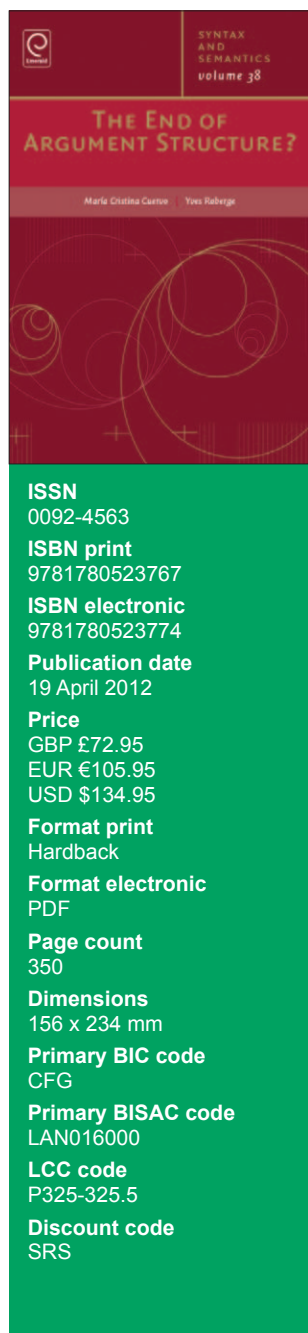 Emerald
SYNTAX
AND
SEMANTICS
volume 38
THE END OF
ARGUMENT STRUCTURE?
María Cristina Cuervo | Yves Roberge
ISSN
0092-4563
ISBN print
9781780523767
ISBN electronic
9781780523774
Publication date
19 April 2012
Price
GBP £72.95
EUR €105.95
USD $134.95
Format print
Hardback
Format electronic
PDF
Page count
350
Dimensions
156 x 234 mm
Primary BIC code
CFG
Primary BISAC code
LAN016000
LCC code
P325-325.5
Discount code
SRS